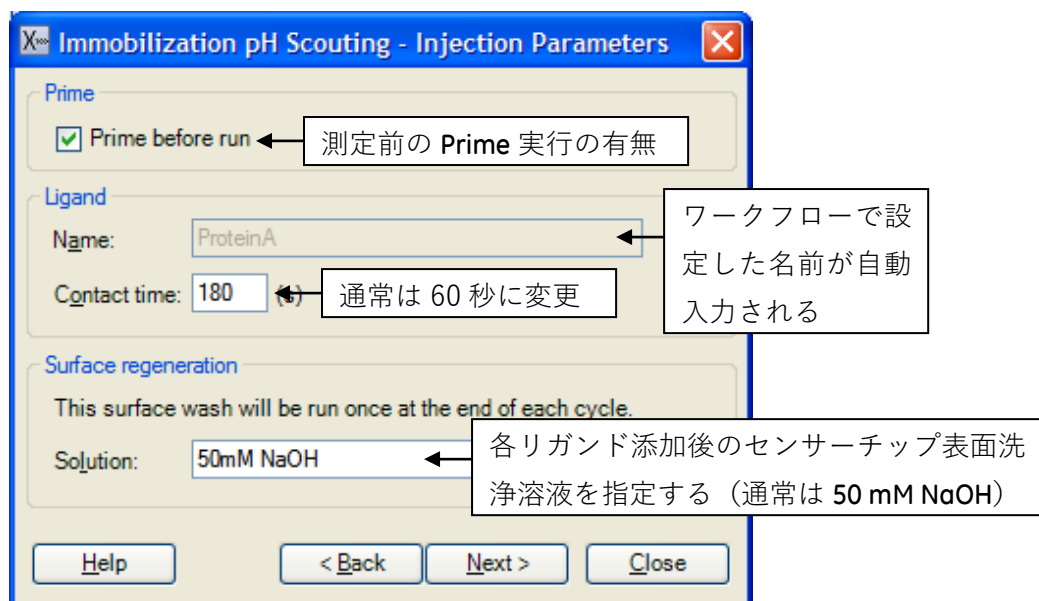 Immobilization pH Scouting - Injection Parameters
Prime
Prime before run
測定前の Prime 実行の有無
Ligand
Name:
ProteinA
ワークフローで設
定した名前が自動
入力される
Contact time:
180
(s)
通常は 60 秒に変更
Surface regeneration
This surface wash will be run once at the end of each cycle.
Solution:
50mM NaOH
各リガンド添加後のセンサーチップ表面洗
浄溶液を指定する（通常は 50 mM NaOH）
Help
< Back
Next >
Close